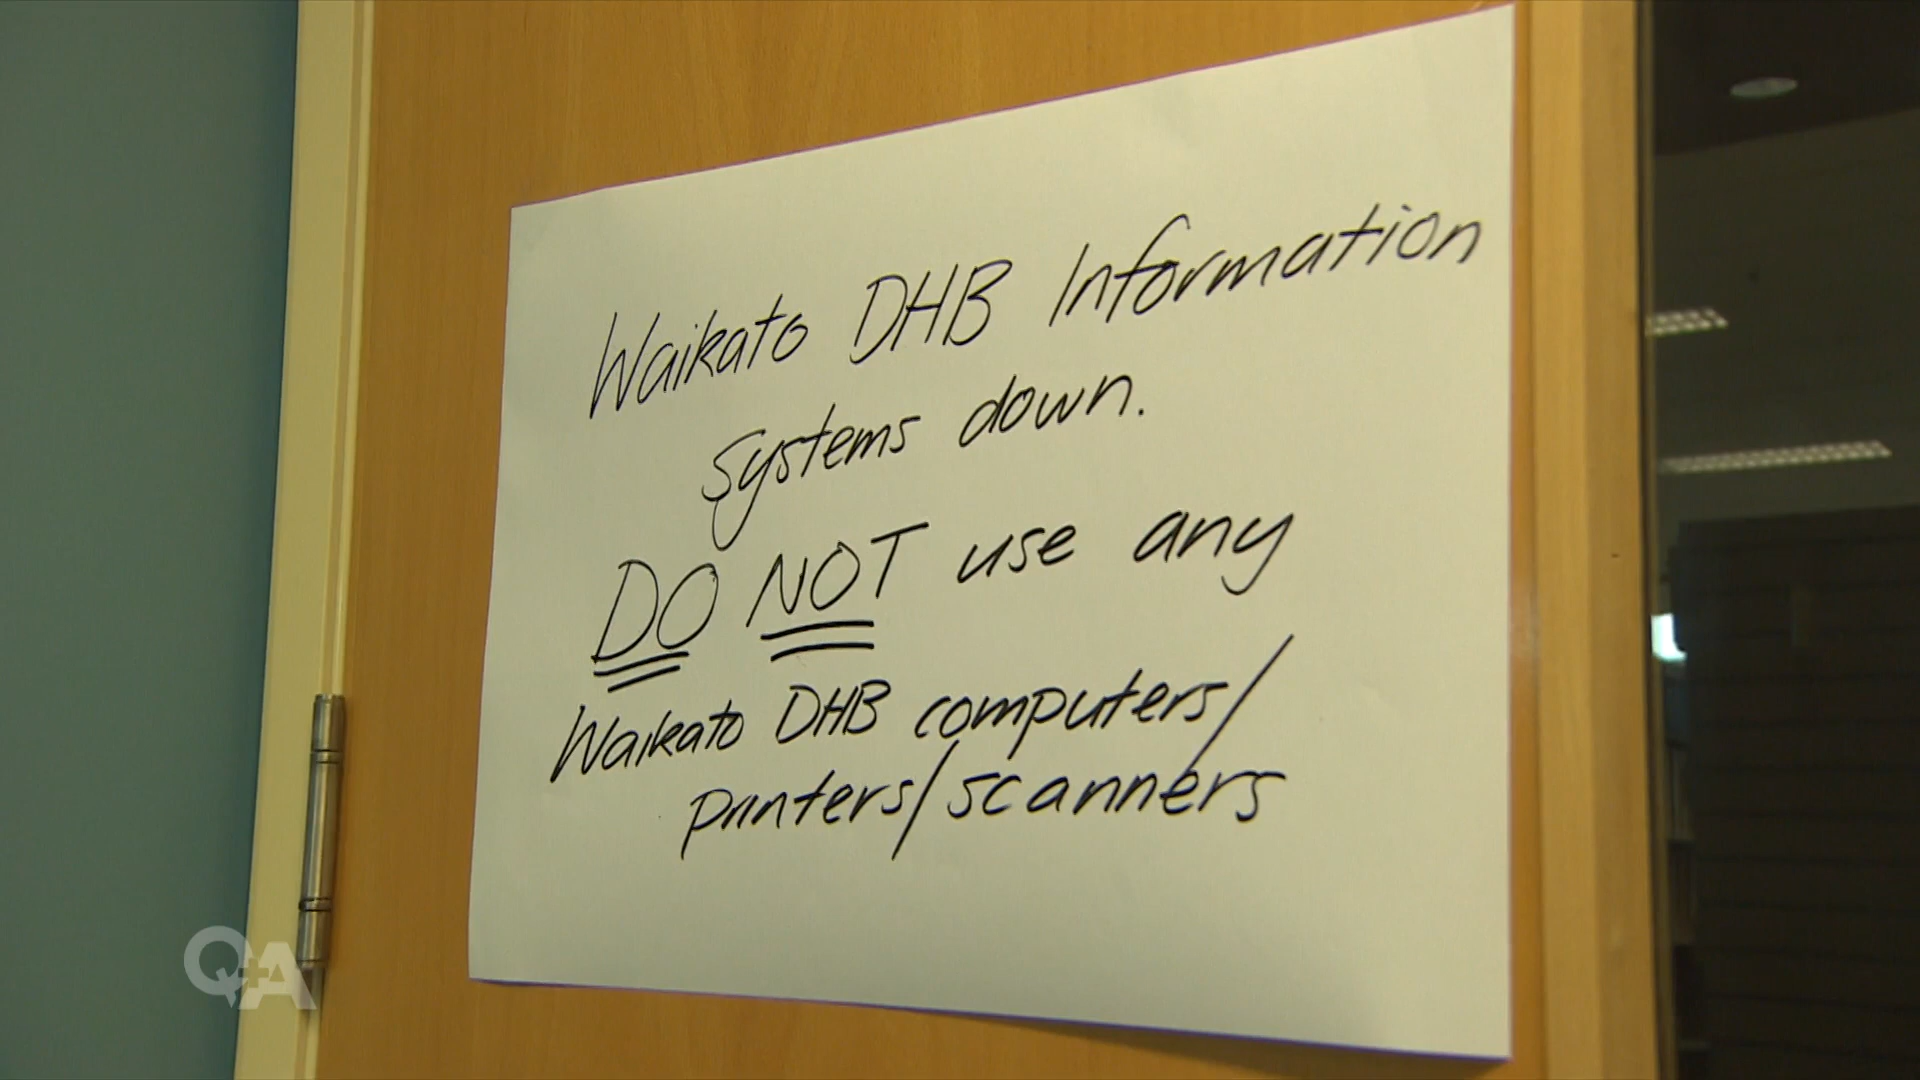 Waikato DHB Information
systems down.
DO NOT use any
Waikato DHB computers/
printers/scanners
Q+A